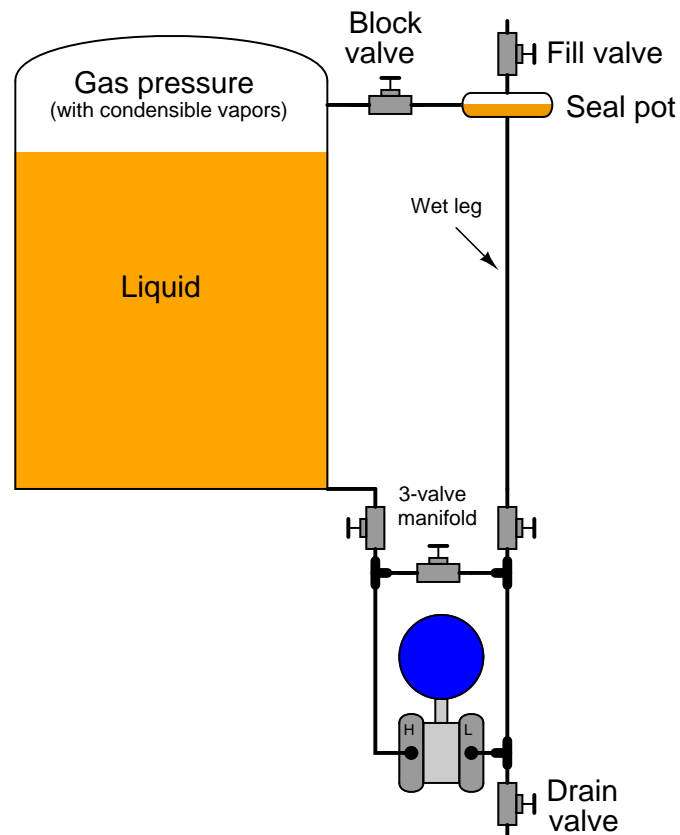 Block
valve
Fill valve
Gas pressure
(with condensible vapors)
Seal pot
Wet leg
Liquid
3-valve
manifold
H
L
Drain
valve